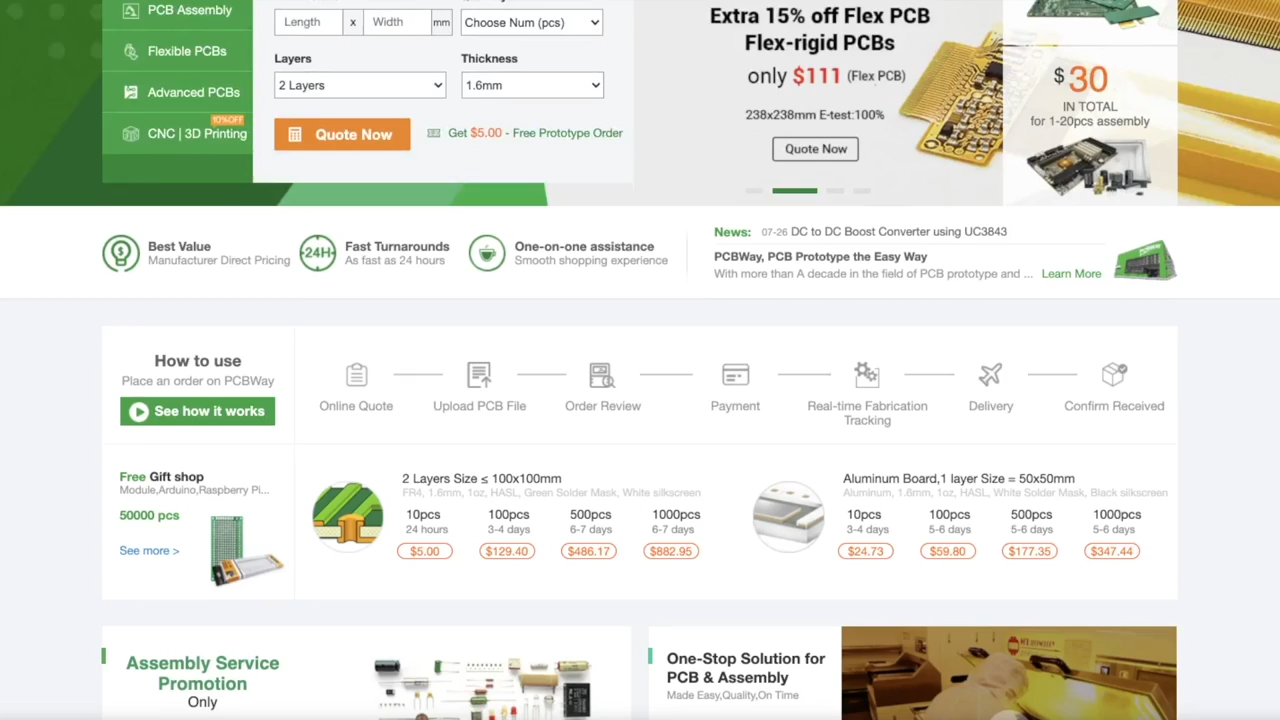 PCB Assembly
Flexible PCBs
Advanced PCBs
10%OFF
CNC | 3D Printing
Length x Width mm
Choose Num (pcs)
Layers
Thickness
2 Layers
1.6mm
Quote Now
Get $5.00 - Free Prototype Order
Extra 15% off Flex PCB
Flex-rigid PCBs
only $111 (Flex PCB)
238x238mm E-test:100%
Quote Now
$30
IN TOTAL
for 1-20pcs assembly
Best Value
Manufacturer Direct Pricing
24H
Fast Turnarounds
As fast as 24 hours
One-on-one assistance
Smooth shopping experience
News: 07-26 DC to DC Boost Converter using UC3843
PCBWay, PCB Prototype the Easy Way
With more than A decade in the field of PCB prototype and ... Learn More
How to use
Place an order on PCBWay
See how it works
Online Quote
Upload PCB File
Order Review
Payment
Real-time Fabrication
Tracking
Delivery
Confirm Received
Free Gift shop
Module,Arduino,Raspberry Pi...
50000 pcs
See more >
2 Layers Size ≤ 100x100mm
FR4, 1.6mm, 1oz, HASL, Green Solder Mask, White silkscreen
10pcs 100pcs 500pcs 1000pcs
24 hours 3-4 days 6-7 days 6-7 days
$5.00 $129.40 $486.17 $882.95
Aluminum Board,1 layer Size = 50x50mm
Aluminum, 1.6mm, 1oz, HASL, White Solder Mask, Black silkscreen
10pcs 100pcs 500pcs 1000pcs
3-4 days 5-6 days 5-6 days 5-6 days
$24.73 $59.80 $177.35 $347.44
Assembly Service
Promotion
Only
One-Stop Solution for
PCB & Assembly
Made Easy,Quality,On Time